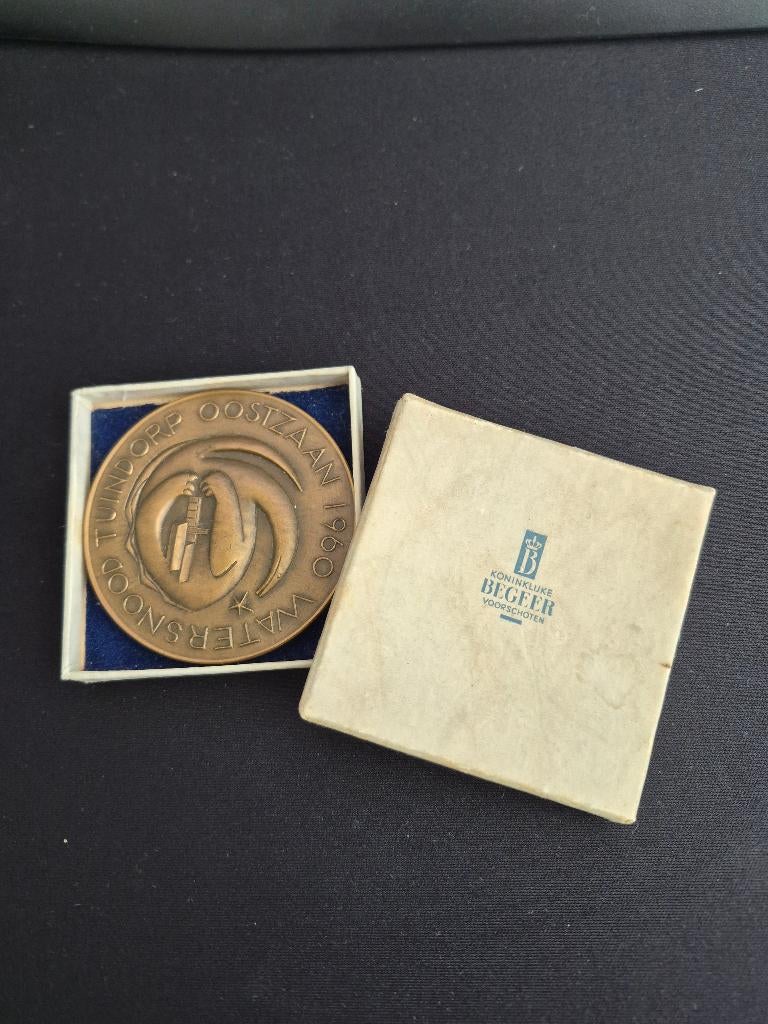 WATERSNOOD TUINDORP OOSTZAAN 1960
B
KONINKLIJKE
BEGEER
VOORSCHOTEN